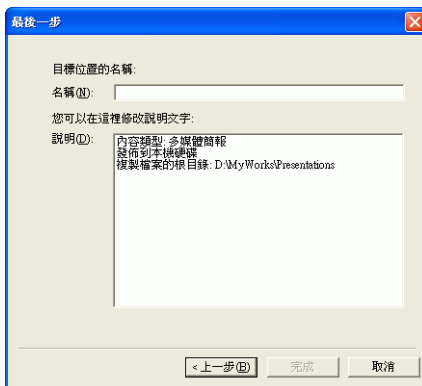 最後一步
目標位置的名稱:
名稱(N):
您可以在這裡修改說明文字:
說明(D):
內容類型: 多媒體簡報
發佈到本機硬碟
複製檔案的根目錄: D:\MyWorks\Presentations
<上一步(B)
完成
取消